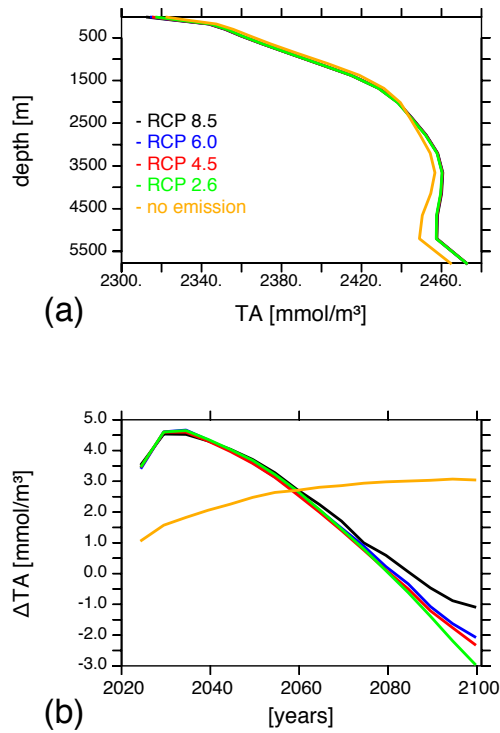 500
1500
2500
3500
4500
5500
depth [m]
- RCP 8.5
- RCP 6.0
- RCP 4.5
- RCP 2.6
- no emission
2300. 2340. 2380. 2420. 2460.
(a) TA [mmol/m³]
5.0
4.0
3.0
2.0
1.0
0.0
-1.0
-2.0
-3.0
ΔTA [mmol/m³]
2020 2040 2060 2080 2100
(b) [years]